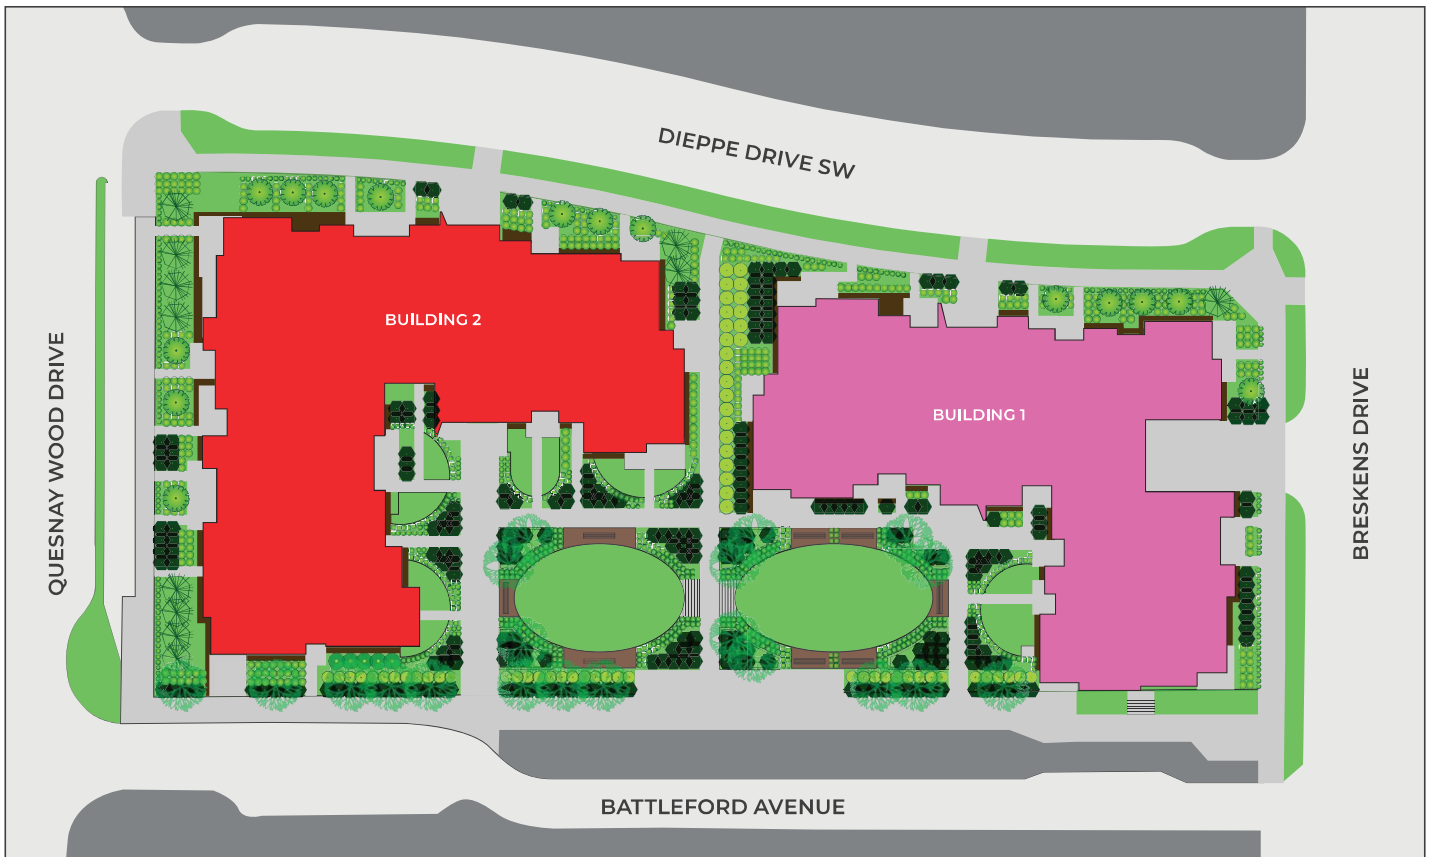 DIEPPE DRIVE SW
BUILDING 2
BUILDING 1
QUESNAY WOOD DRIVE
BRESKENS DRIVE
BATTLEFORD AVENUE